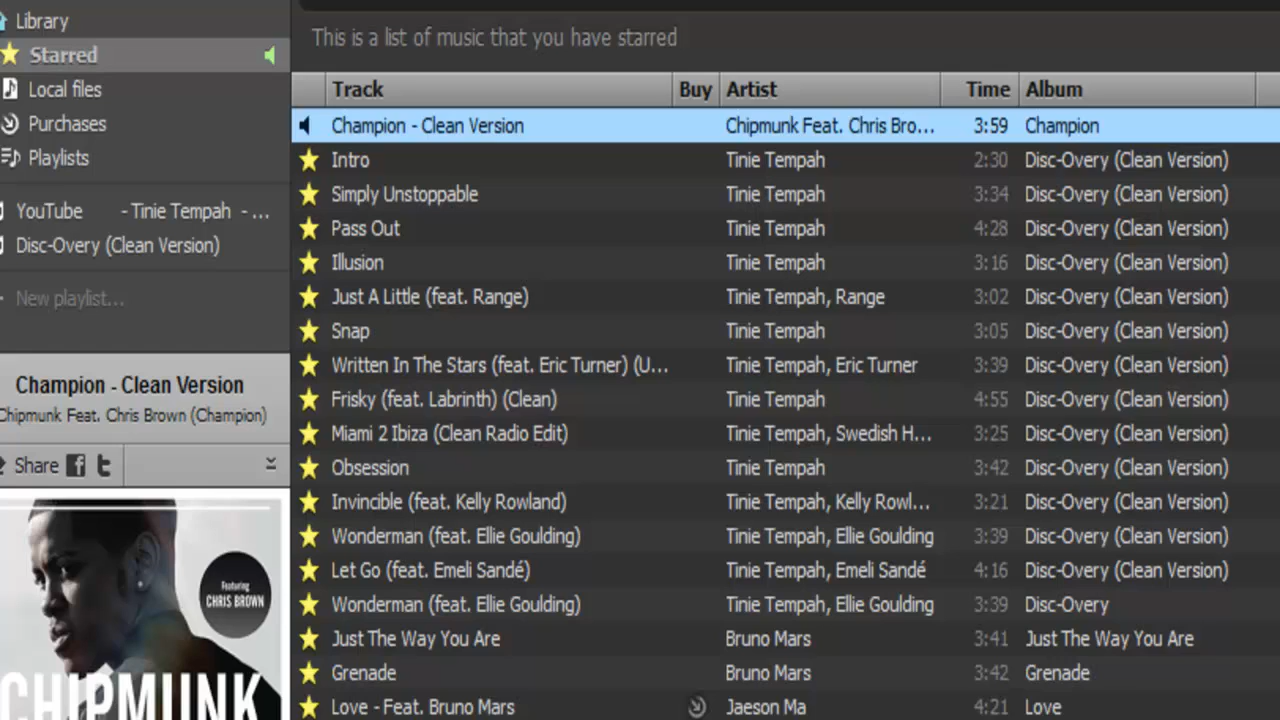 Library
Starred
Local files
Purchases
Playlists
YouTube - Tinie Tempah - ...
Disc-Overy (Clean Version)
New playlist...
Champion - Clean Version
Chipmunk Feat. Chris Brown (Champion)
Share
Featuring
CHRIS BROWN
CHIPMUNK
This is a list of music that you have starred
Track Buy Artist Time Album
Champion - Clean Version Chipmunk Feat. Chris Bro... 3:59 Champion
Intro Tinie Tempah 2:30 Disc-Overy (Clean Version)
Simply Unstoppable Tinie Tempah 3:34 Disc-Overy (Clean Version)
Pass Out Tinie Tempah 4:28 Disc-Overy (Clean Version)
Illusion Tinie Tempah 3:16 Disc-Overy (Clean Version)
Just A Little (feat. Range) Tinie Tempah, Range 3:02 Disc-Overy (Clean Version)
Snap Tinie Tempah 3:05 Disc-Overy (Clean Version)
Written In The Stars (feat. Eric Turner) (U... Tinie Tempah, Eric Turner 3:39 Disc-Overy (Clean Version)
Frisky (feat. Labrinth) (Clean) Tinie Tempah 4:55 Disc-Overy (Clean Version)
Miami 2 Ibiza (Clean Radio Edit) Tinie Tempah, Swedish H... 3:25 Disc-Overy (Clean Version)
Obsession Tinie Tempah 3:42 Disc-Overy (Clean Version)
Invincible (feat. Kelly Rowland) Tinie Tempah, Kelly Rowl... 3:21 Disc-Overy (Clean Version)
Wonderman (feat. Ellie Goulding) Tinie Tempah, Ellie Goulding 3:39 Disc-Overy (Clean Version)
Let Go (feat. Emeli Sandé) Tinie Tempah, Emeli Sandé 4:16 Disc-Overy (Clean Version)
Wonderman (feat. Ellie Goulding) Tinie Tempah, Ellie Goulding 3:39 Disc-Overy
Just The Way You Are Bruno Mars 3:41 Just The Way You Are
Grenade Bruno Mars 3:42 Grenade
Love - Feat. Bruno Mars Jaeson Ma 4:21 Love